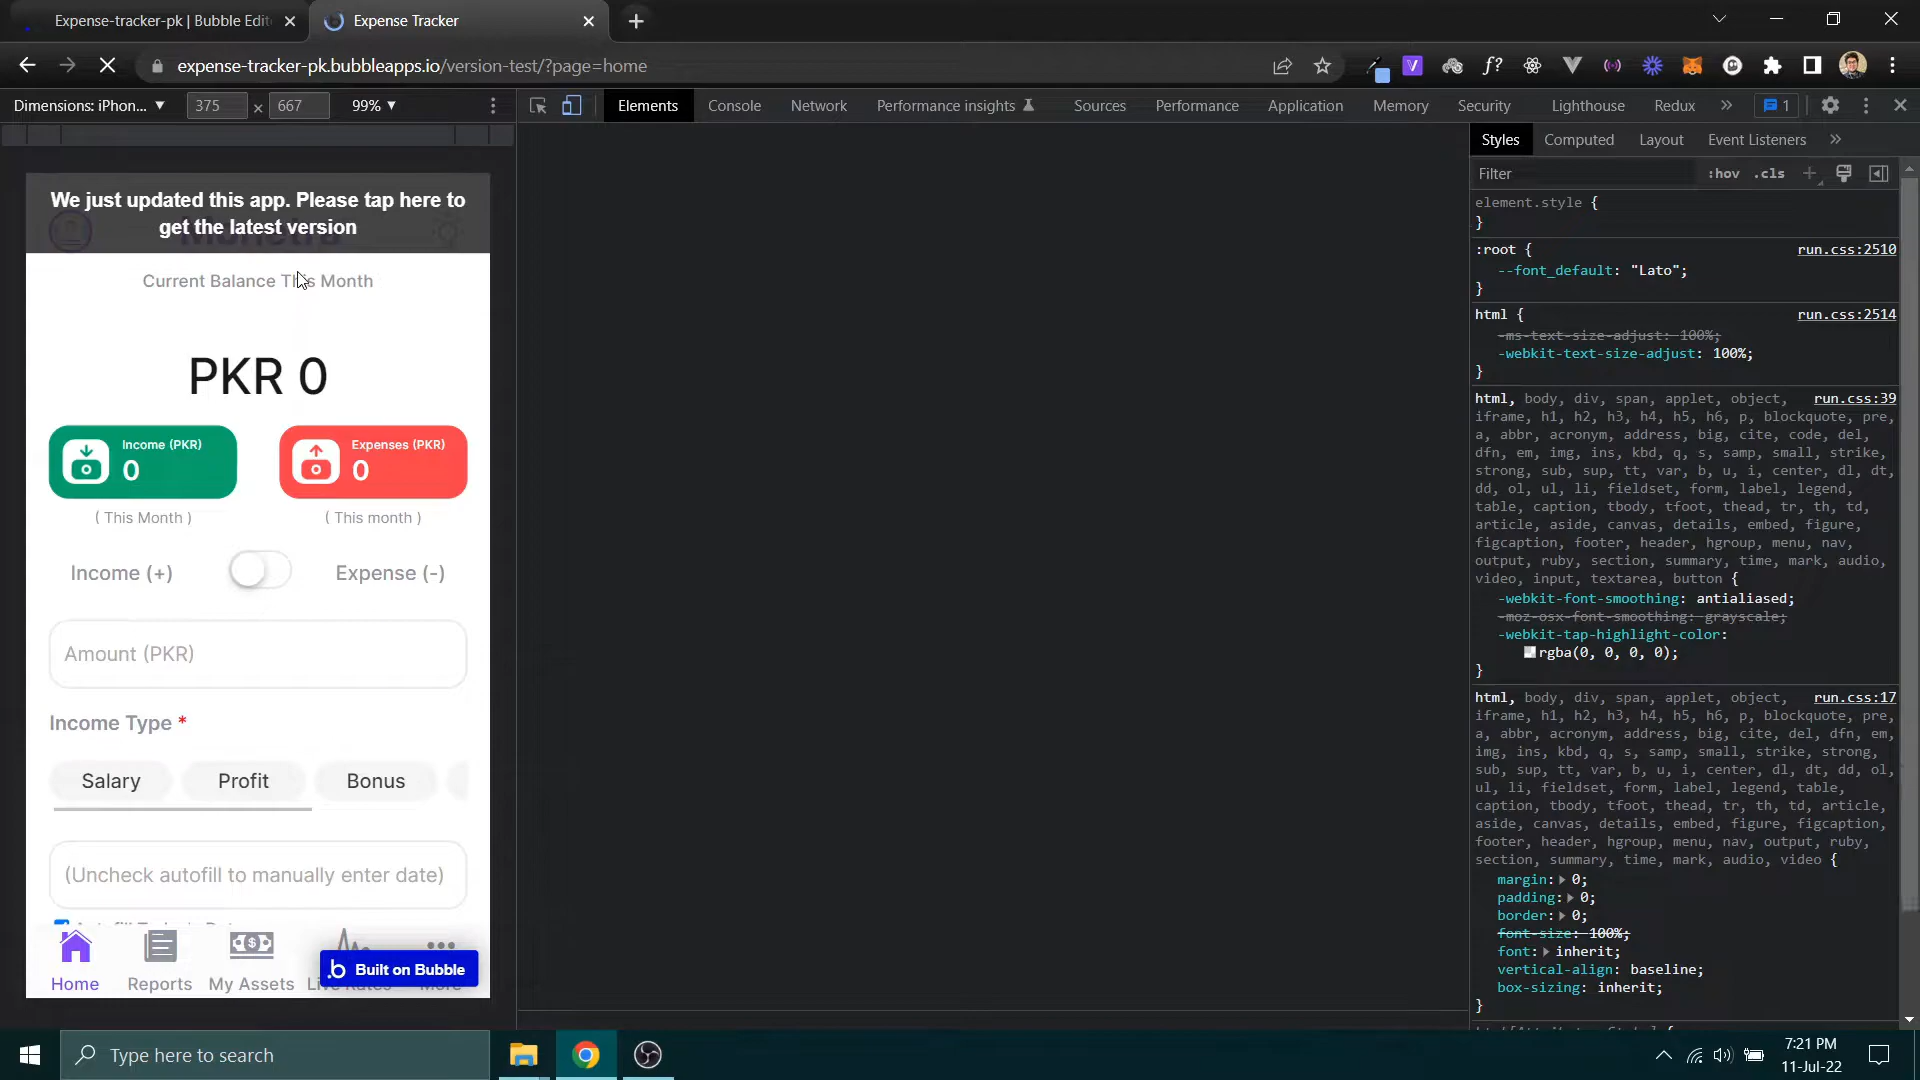 Expense-tracker-pk | Bubble Edit
Expense Tracker
expense-tracker-pk.bubbleapps.io/version-test/?page=home
Dimensions: iPhon... ▼
375
×
667
99% ▼
Elements
Console
Network
Performance insights
Sources
Performance
Application
Memory
Security
Lighthouse
Redux
»
1
Styles
Computed
Layout
Event Listeners
»
Filter
:hov
.cls
element.style {
}
:root {
run.css:2510
--font_default: "Lato";
}
html {
run.css:2514
-ms-text-size-adjust: 100%;
-webkit-text-size-adjust: 100%;
}
html, body, div, span, applet, object,
run.css:39
iframe, h1, h2, h3, h4, h5, h6, p, blockquote, pre,
a, abbr, acronym, address, big, cite, code, del,
dfn, em, img, ins, kbd, q, s, samp, small, strike,
strong, sub, sup, tt, var, b, u, i, center, dl, dt,
dd, ol, ul, li, fieldset, form, label, legend,
table, caption, tbody, tfoot, thead, tr, th, td,
article, aside, canvas, details, embed, figure,
figcaption, footer, header, hgroup, menu, nav,
output, ruby, section, summary, time, mark, audio,
video, input, textarea, button {
-webkit-font-smoothing: antialiased;
-moz-osx-font-smoothing: grayscale;
-webkit-tap-highlight-color:
rgba(0, 0, 0, 0);
}
html, body, div, span, applet, object,
run.css:17
iframe, h1, h2, h3, h4, h5, h6, p, blockquote, pre,
a, abbr, acronym, address, big, cite, del, dfn, em,
img, ins, kbd, q, s, samp, small, strike, strong,
sub, sup, tt, var, b, u, i, center, dl, dt, dd, ol,
ul, li, fieldset, form, label, legend, table,
caption, tbody, tfoot, thead, tr, th, td, article,
aside, canvas, details, embed, figure, figcaption,
footer, header, hgroup, menu, nav, output, ruby,
section, summary, time, mark, audio, video {
margin: 0;
padding: 0;
border: 0;
font-size: 100%;
font: inherit;
vertical-align: baseline;
box-sizing: inherit;
}
We just updated this app. Please tap here to
get the latest version
Current Balance This Month
PKR 0
Income (PKR)
0
Expenses (PKR)
0
( This Month )
( This month )
Income (+)
Expense (-)
Amount (PKR)
Income Type *
Salary
Profit
Bonus
(Uncheck autofill to manually enter date)
Home
Reports
My Assets
Built on Bubble
Type here to search
7:21 PM
11-Jul-22